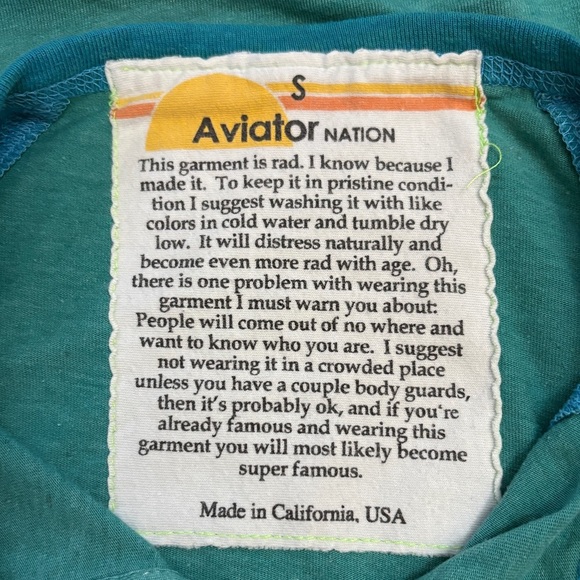 S
Aviator NATION
This garment is rad. I know because I
made it. To keep it in pristine condi-
tion I suggest washing it with like
colors in cold water and tumble dry
low. It will distress naturally and
become even more rad with age. Oh,
there is one problem with wearing this
garment I must warn you about:
People will come out of no where and
want to know who you are. I suggest
not wearing it in a crowded place
unless you have a couple body guards,
then it's probably ok, and if you're
already famous and wearing this
garment you will most likely become
super famous.
Made in California, USA